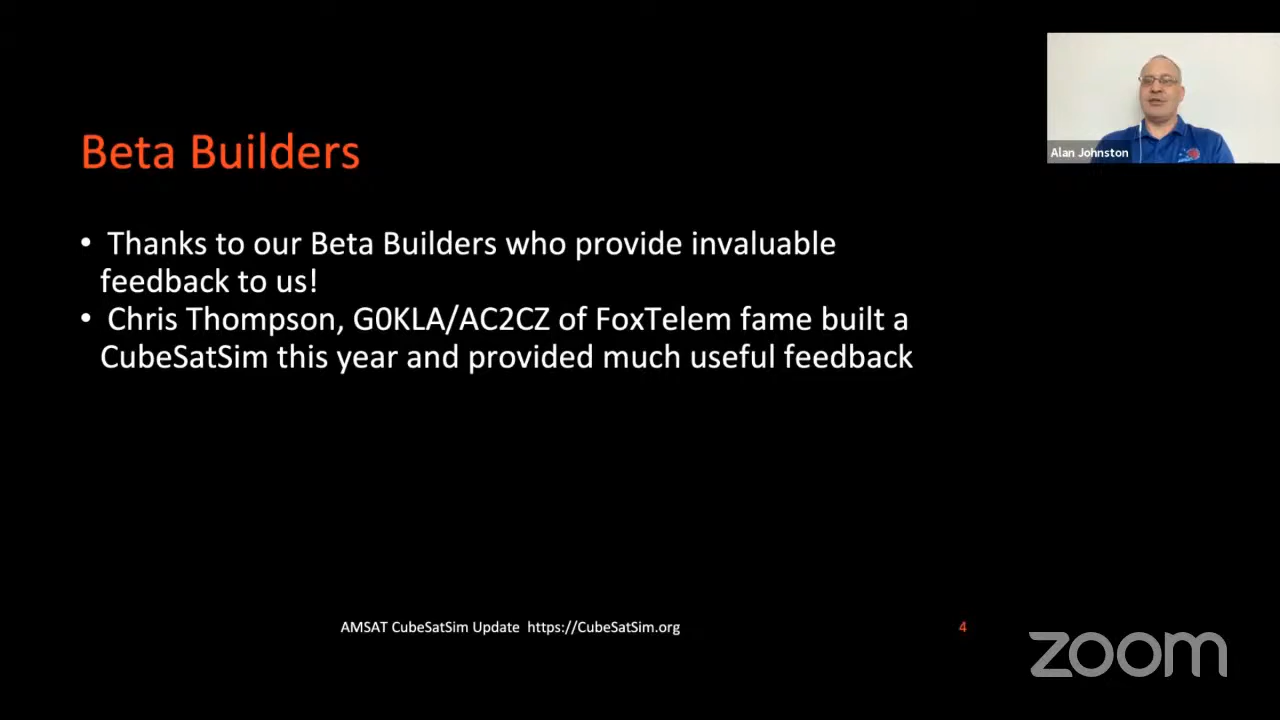 Alan Johnston
Beta Builders
• Thanks to our Beta Builders who provide invaluable
feedback to us!
• Chris Thompson, G0KLA/AC2CZ of FoxTelem fame built a
CubeSatSim this year and provided much useful feedback
AMSAT CubeSatSim Update https://CubeSatSim.org
4
zoom